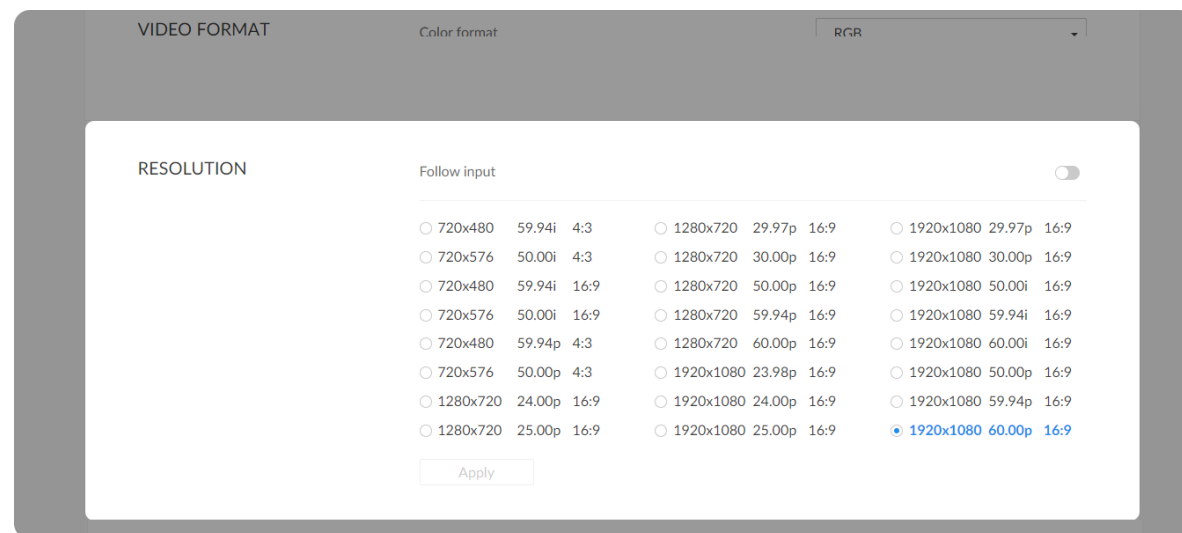 VIDEO FORMAT Color format RGB
RESOLUTION Follow input
720x480 59.94i 4:3 1280x720 29.97p 16:9 1920x1080 29.97p 16:9
720x576 50.00i 4:3 1280x720 30.00p 16:9 1920x1080 30.00p 16:9
720x480 59.94i 16:9 1280x720 50.00p 16:9 1920x1080 50.00i 16:9
720x576 50.00i 16:9 1280x720 59.94p 16:9 1920x1080 59.94i 16:9
720x480 59.94p 4:3 1280x720 60.00p 16:9 1920x1080 60.00i 16:9
720x576 50.00p 4:3 1920x1080 23.98p 16:9 1920x1080 50.00p 16:9
1280x720 24.00p 16:9 1920x1080 24.00p 16:9 1920x1080 59.94p 16:9
1280x720 25.00p 16:9 1920x1080 25.00p 16:9 1920x1080 60.00p 16:9
Apply